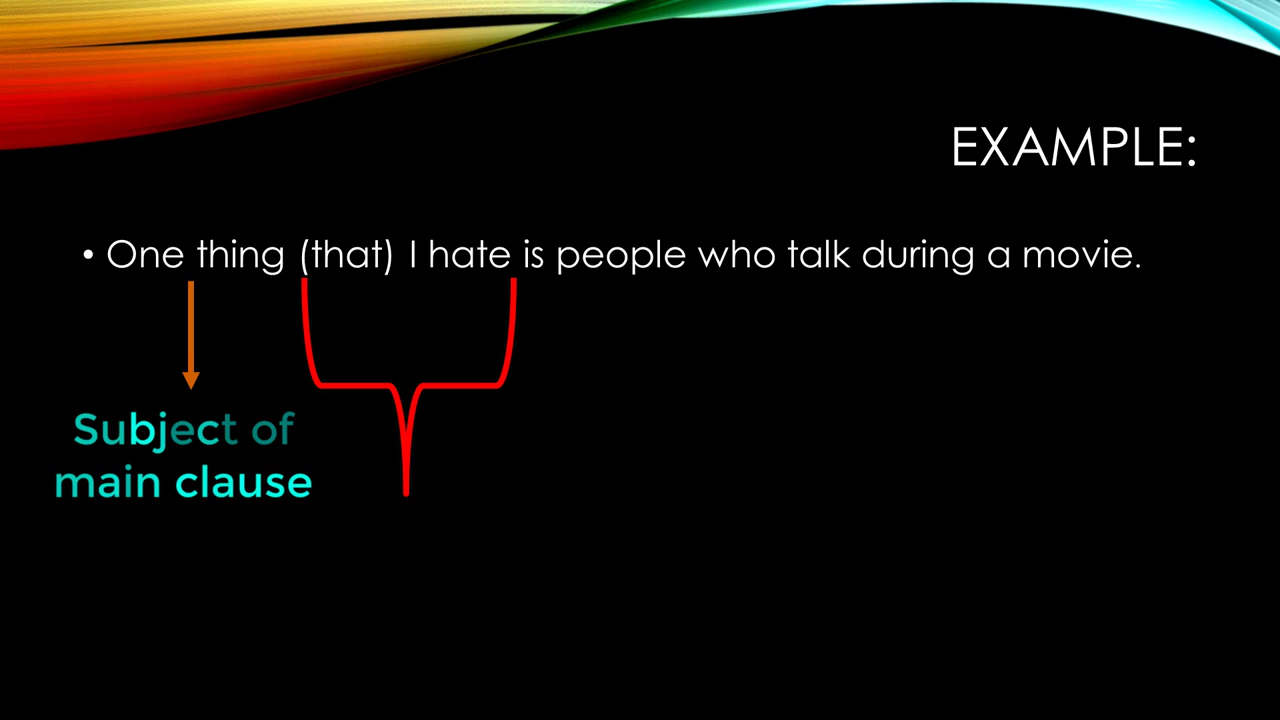 EXAMPLE:
• One thing (that) I hate is people who talk during a movie.
Subject of
main clause